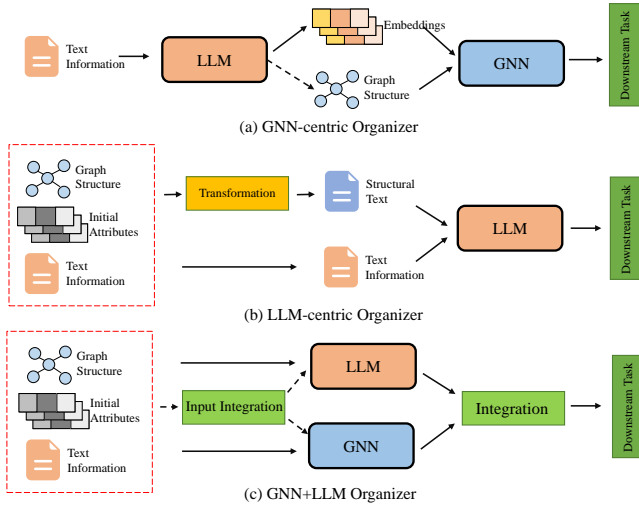 Text
Information
LLM
Embeddings
Graph
Structure
GNN
Downstream Task
(a) GNN-centric Organizer
Graph
Structure
Initial
Attributes
Text
Information
Transformation
Structural
Text
Text
Information
LLM
Downstream Task
(b) LLM-centric Organizer
Graph
Structure
Initial
Attributes
Text
Information
Input Integration
LLM
GNN
Integration
Downstream Task
(c) GNN+LLM Organizer